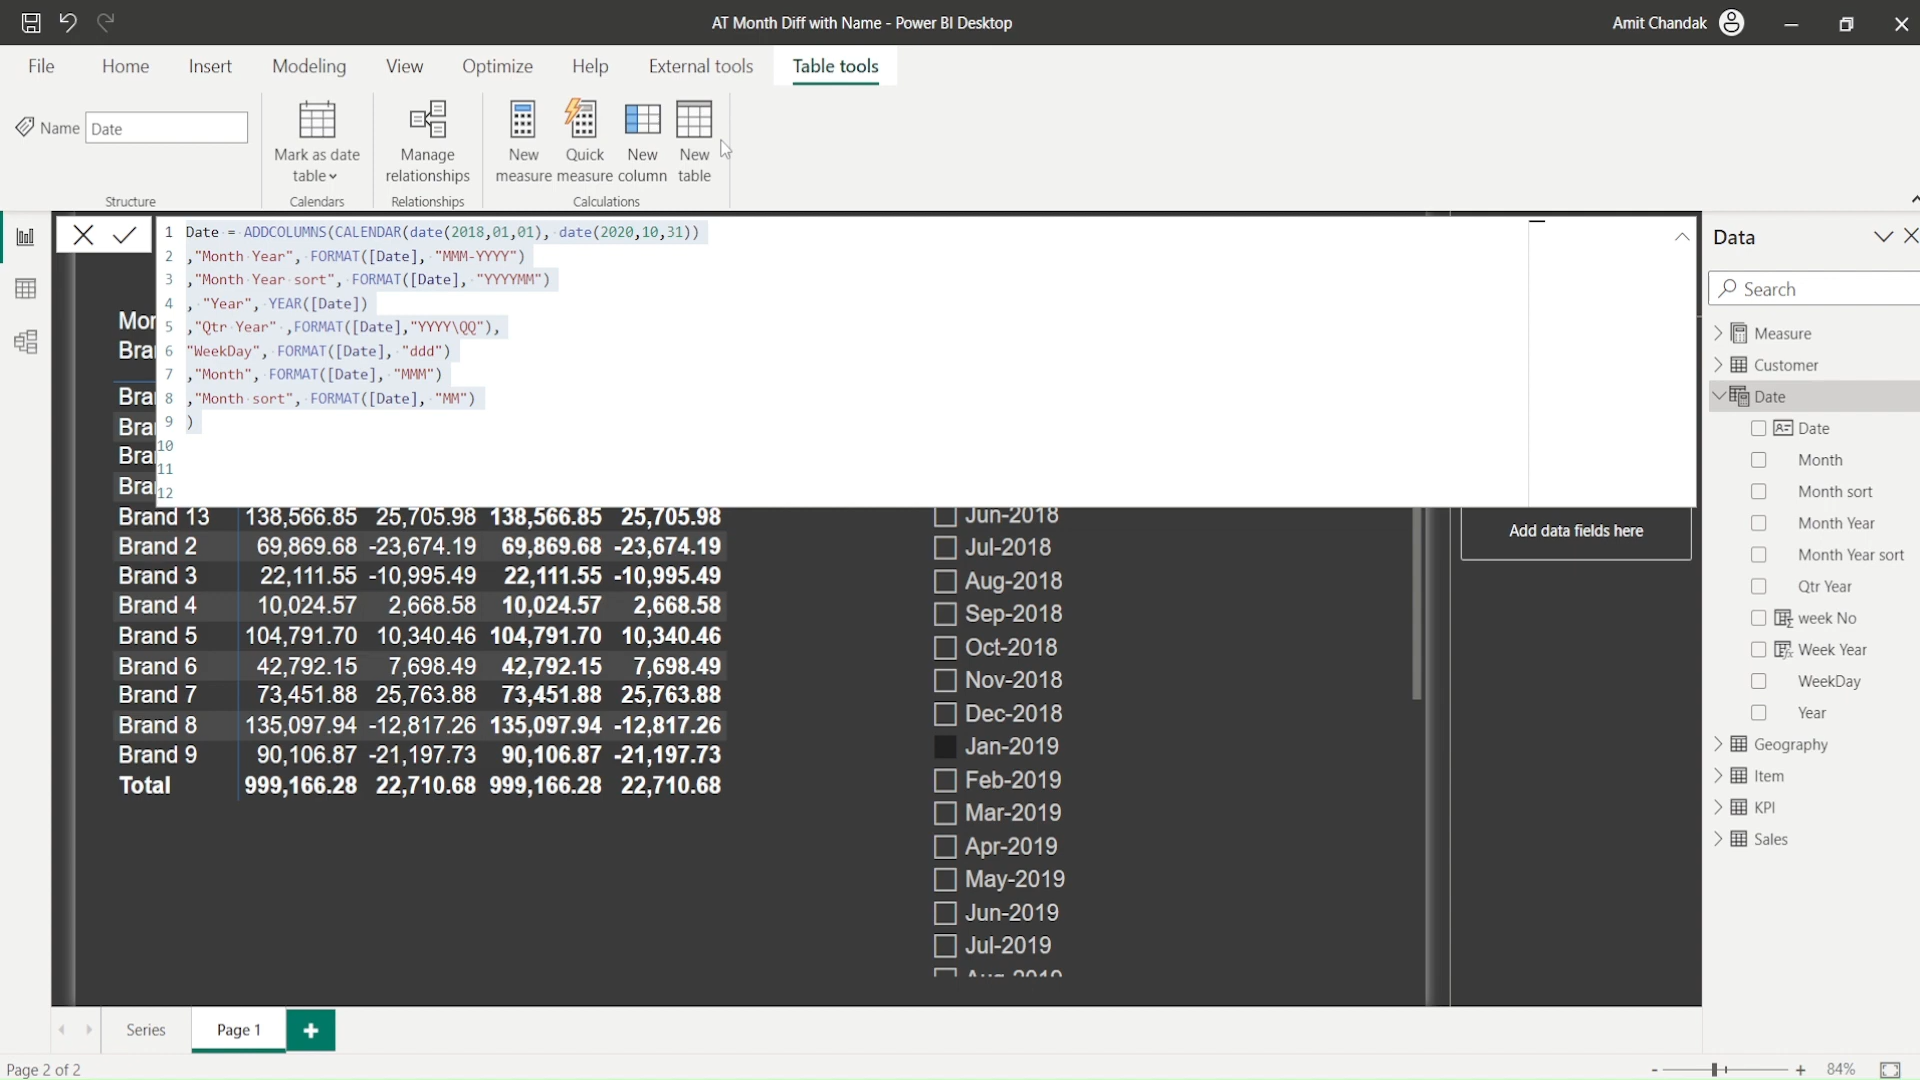 AT Month Diff with Name - Power BI Desktop
Amit Chandak
File Home Insert Modeling View Optimize Help External tools Table tools
Name Date
Mark as date table
Manage relationships
New measure
Quick measure
New column
New table
Structure
Calendars
Relationships
Calculations
1 Date = ADDCOLUMNS(CALENDAR(date(2018,01,01), date(2020,10,31))
2 ,"Month Year", FORMAT([Date], "MMM-YYYY")
3 ,"Month Year sort", FORMAT([Date], "YYYYMM")
4 , "Year", YEAR([Date])
5 ,"Qtr Year" ,FORMAT([Date],"YYYY\QQ"),
6 "WeekDay", FORMAT([Date], "ddd")
7 ,"Month", FORMAT([Date], "MMM")
8 ,"Month sort", FORMAT([Date], "MM")
9 )
10
11
12
Mor
Bra
Bra
Bra
Bra
Bra
Brand 13 138,566.85 25,705.98 138,566.85 25,705.98
Brand 2 69,869.68 -23,674.19 69,869.68 -23,674.19
Brand 3 22,111.55 -10,995.49 22,111.55 -10,995.49
Brand 4 10,024.57 2,668.58 10,024.57 2,668.58
Brand 5 104,791.70 10,340.46 104,791.70 10,340.46
Brand 6 42,792.15 7,698.49 42,792.15 7,698.49
Brand 7 73,451.88 25,763.88 73,451.88 25,763.88
Brand 8 135,097.94 -12,817.26 135,097.94 -12,817.26
Brand 9 90,106.87 -21,197.73 90,106.87 -21,197.73
Total 999,166.28 22,710.68 999,166.28 22,710.68
Jun-2018
Jul-2018
Aug-2018
Sep-2018
Oct-2018
Nov-2018
Dec-2018
Jan-2019
Feb-2019
Mar-2019
Apr-2019
May-2019
Jun-2019
Jul-2019
Aug-2019
Add data fields here
Data
Search
Measure
Customer
Date
Date
Month
Month sort
Month Year
Month Year sort
Qtr Year
week No
Week Year
WeekDay
Year
Geography
Item
KPI
Sales
Series
Page 1
Page 2 of 2
- + 84%